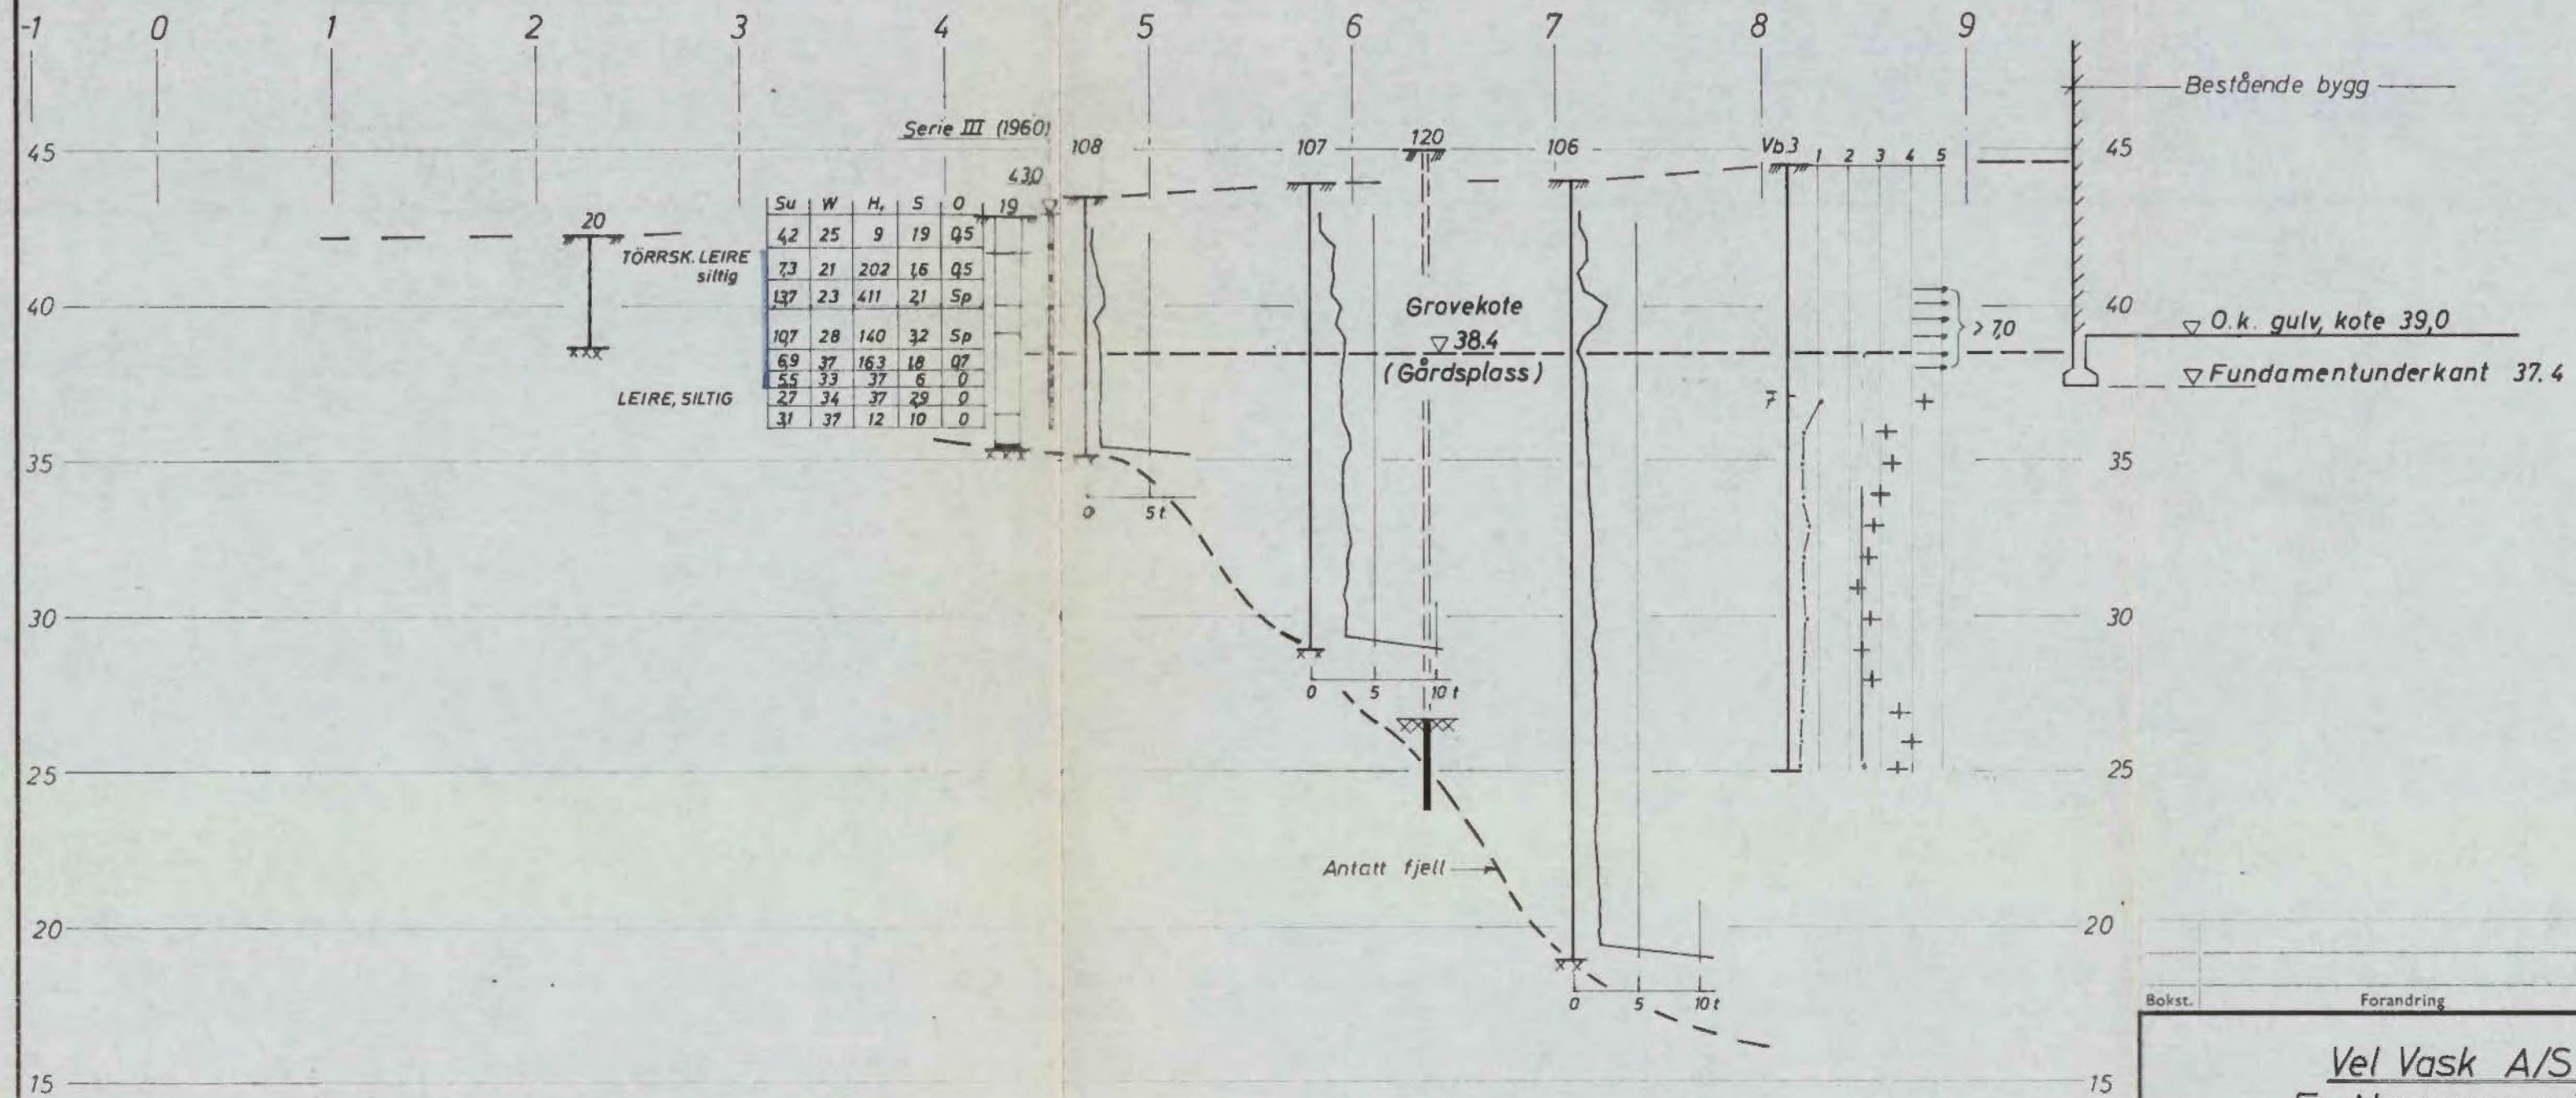 -1 0 1 2 3 4 5 6 7 8 9
Bestående bygg
Serie III (1960)
45 108 107 120 106 Vb.3 1 2 3 4 5 45
43,0
Su W H₁ S O 19
20
4,2 25 9 19 0,5
TÖRRSK. LEIRE
siltig
7,3 21 202 1,6 0,5
13,7 23 411 2,1 Sp
40 Grovekote > 7,0 40
▽ O.k. gulv, kote 39,0
10,7 28 140 3,2 Sp
▽ 38.4
6,9 37 163 1,8 0,7
(Gårdsplass)
▽ Fundamentunderkant 37.4
5,5 33 37 6 0
LEIRE, SILTIG
2,7 34 37 29 0
7
3,1 37 12 10 0
35 35
0 5 t
30 30
0 5 10 t
25 25
Antatt fjell
20 20
0 5 10 t
Bokst. Forandring
Vel Vask A/S
15 15